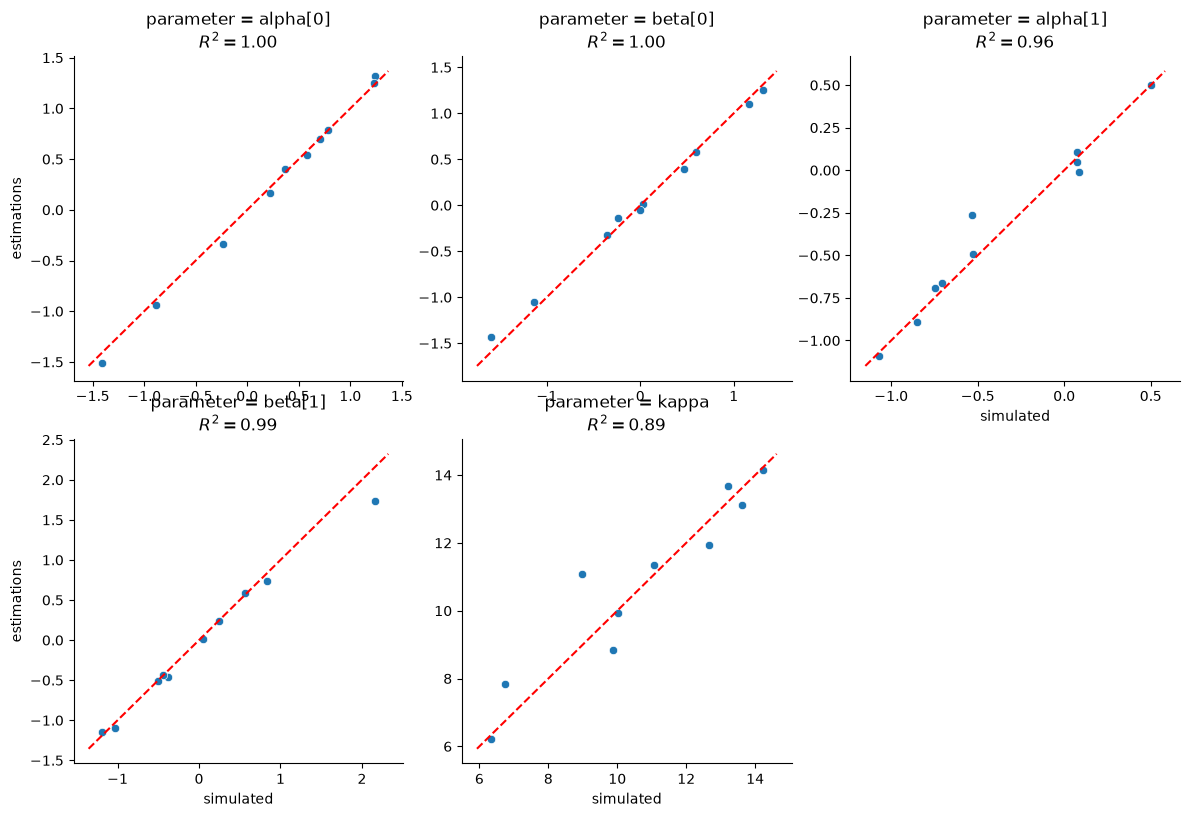 parameter = alpha[0]
R² = 1.00
parameter = beta[0]
R² = 1.00
parameter = alpha[1]
R² = 0.96
estimations
1.5
1.0
0.5
0.0
−0.5
−1.0
−1.5
−1.5 −1.0 −0.5 0.0 0.5 1.0 1.5
1.5
1.0
0.5
0.0
−0.5
−1.0
−1.5
−1 0 1
0.50
0.25
0.00
−0.25
−0.50
−0.75
−1.00
−1.0 −0.5 0.0 0.5
simulated
parameter = beta[1]
R² = 0.99
parameter = kappa
R² = 0.89
estimations
2.5
2.0
1.5
1.0
0.5
0.0
−0.5
−1.0
−1.5
−1 0 1 2
simulated
14
12
10
8
6
6 8 10 12 14
simulated